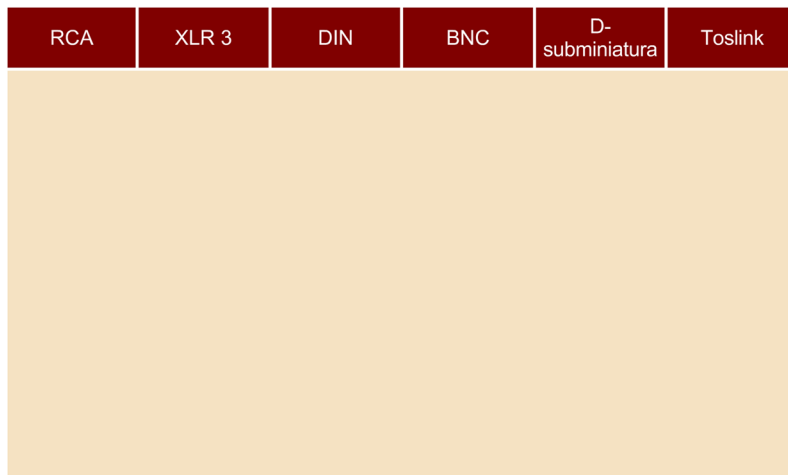 RCA
XLR 3
DIN
BNC
D-
subminiatura
Toslink